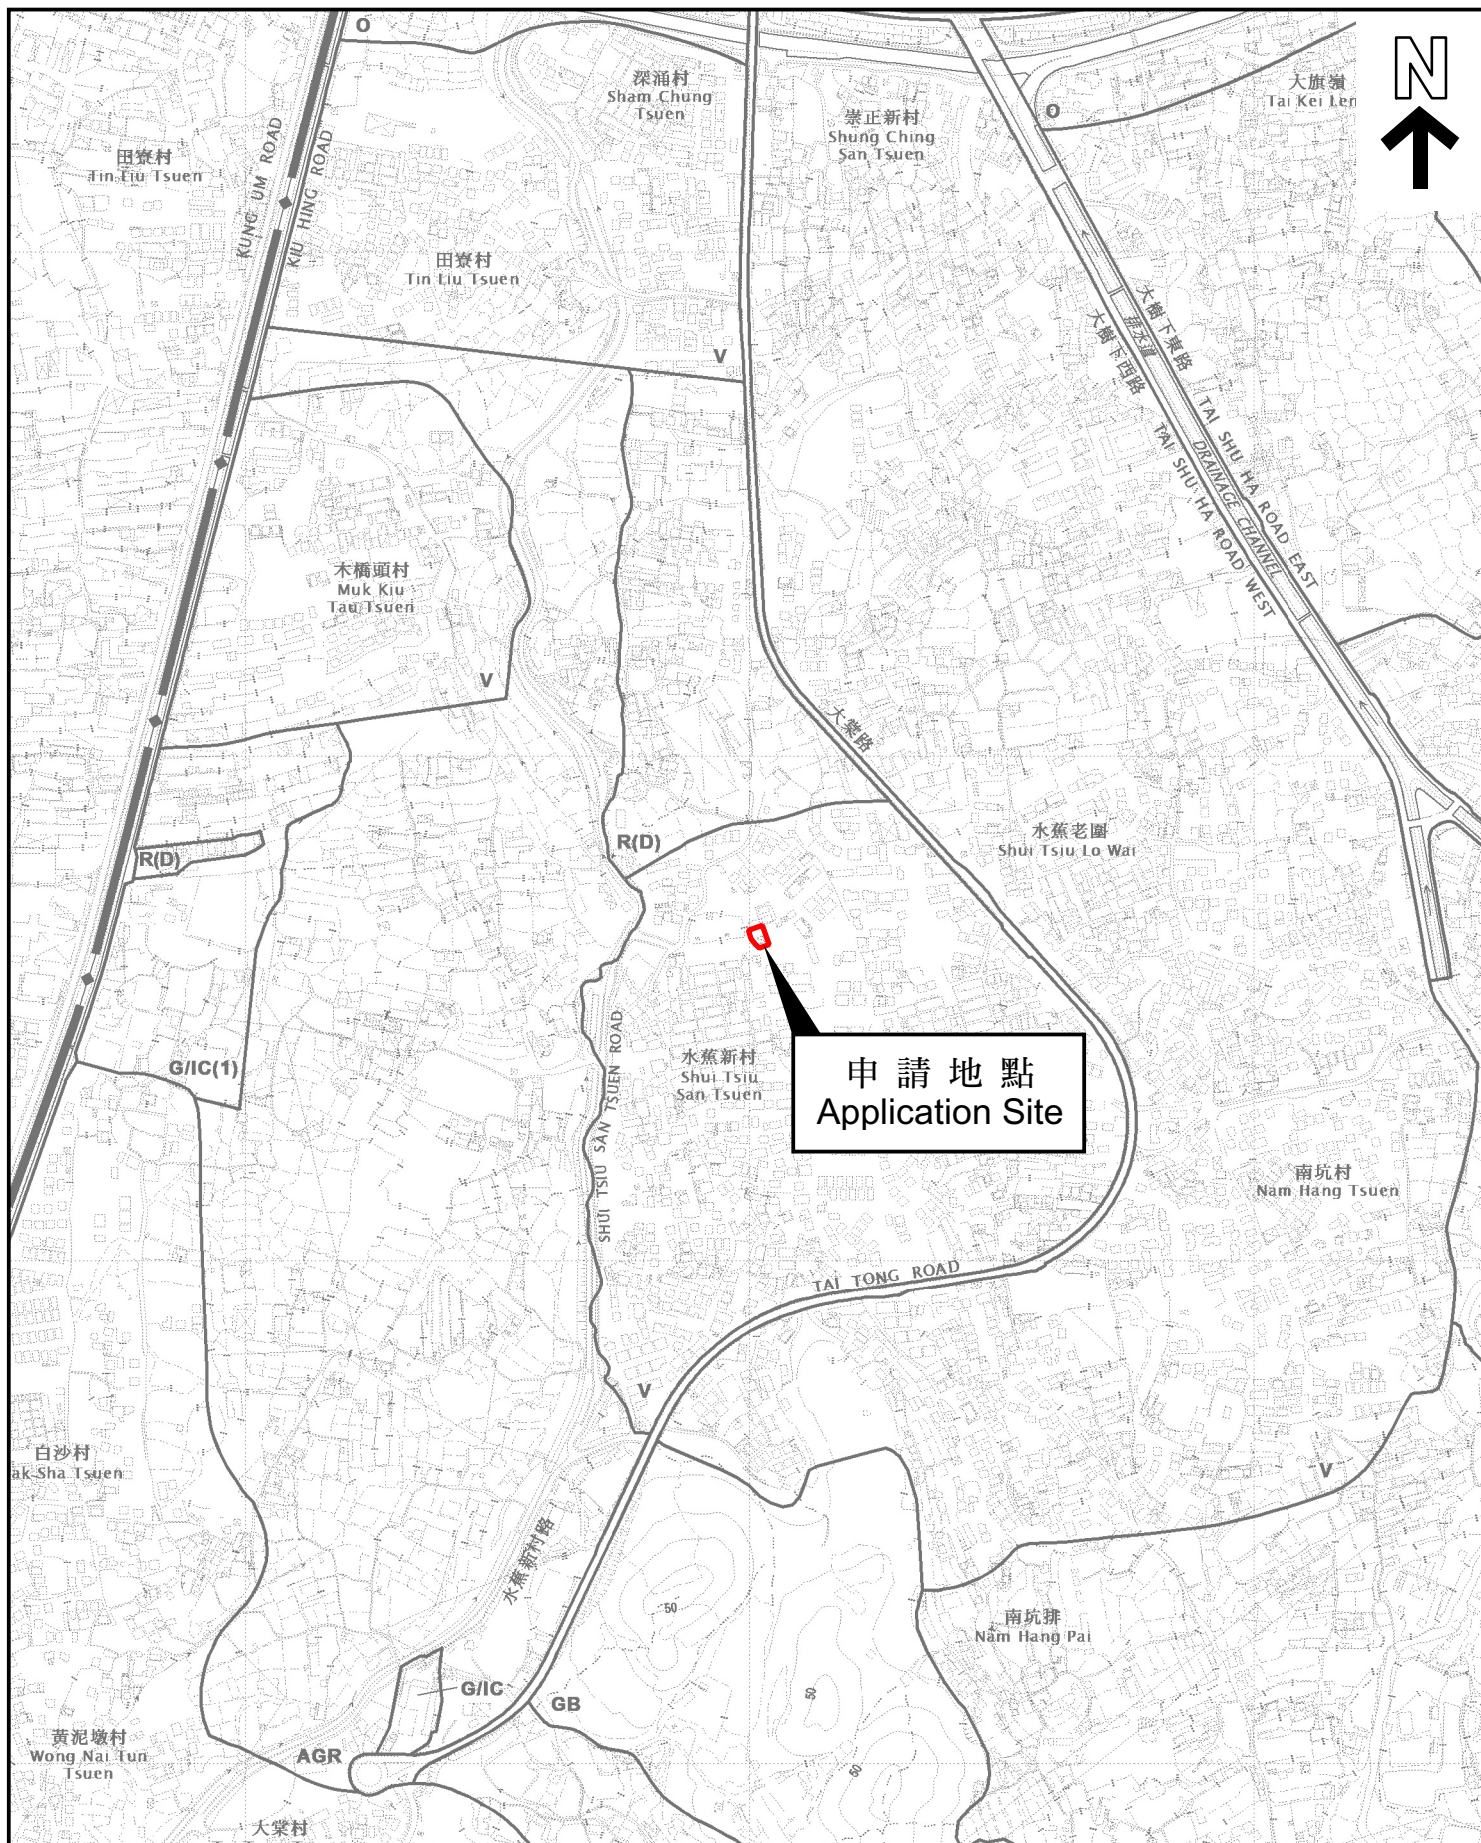 O
N
深涌村
Sham Chung
Tsuen
大旗嶺
Tai Kei Len
崇正新村
Shung Ching
San Tsuen
O
田寮村
Tin Liu Tsuen
KUNG UM ROAD
KIU HING ROAD
田寮村
Tin Liu Tsuen
大樹下東路
TAI SHU HA ROAD EAST
排水道
DRAINAGE CHANNEL
大樹下西路
TAI SHU HA ROAD WEST
V
木橋頭村
Muk Kiu
Tau Tsuen
V
大棠路
水蕉老圍
Shui Tsiu Lo Wai
R(D)
R(D)
水蕉新村
Shui Tsiu
San Tsuen
SHUI TSIU SAN TSUEN ROAD
申請地點
Application Site
G/IC(1)
南坑村
Nam Hang Tsuen
TAI TONG ROAD
V
白沙村
ak Sha Tsuen
V
水蕉新村路
50
南坑排
Nam Hang Pai
50
G/IC
GB
黃泥墩村
Wong Nai Tun
Tsuen
AGR
50
大棠村